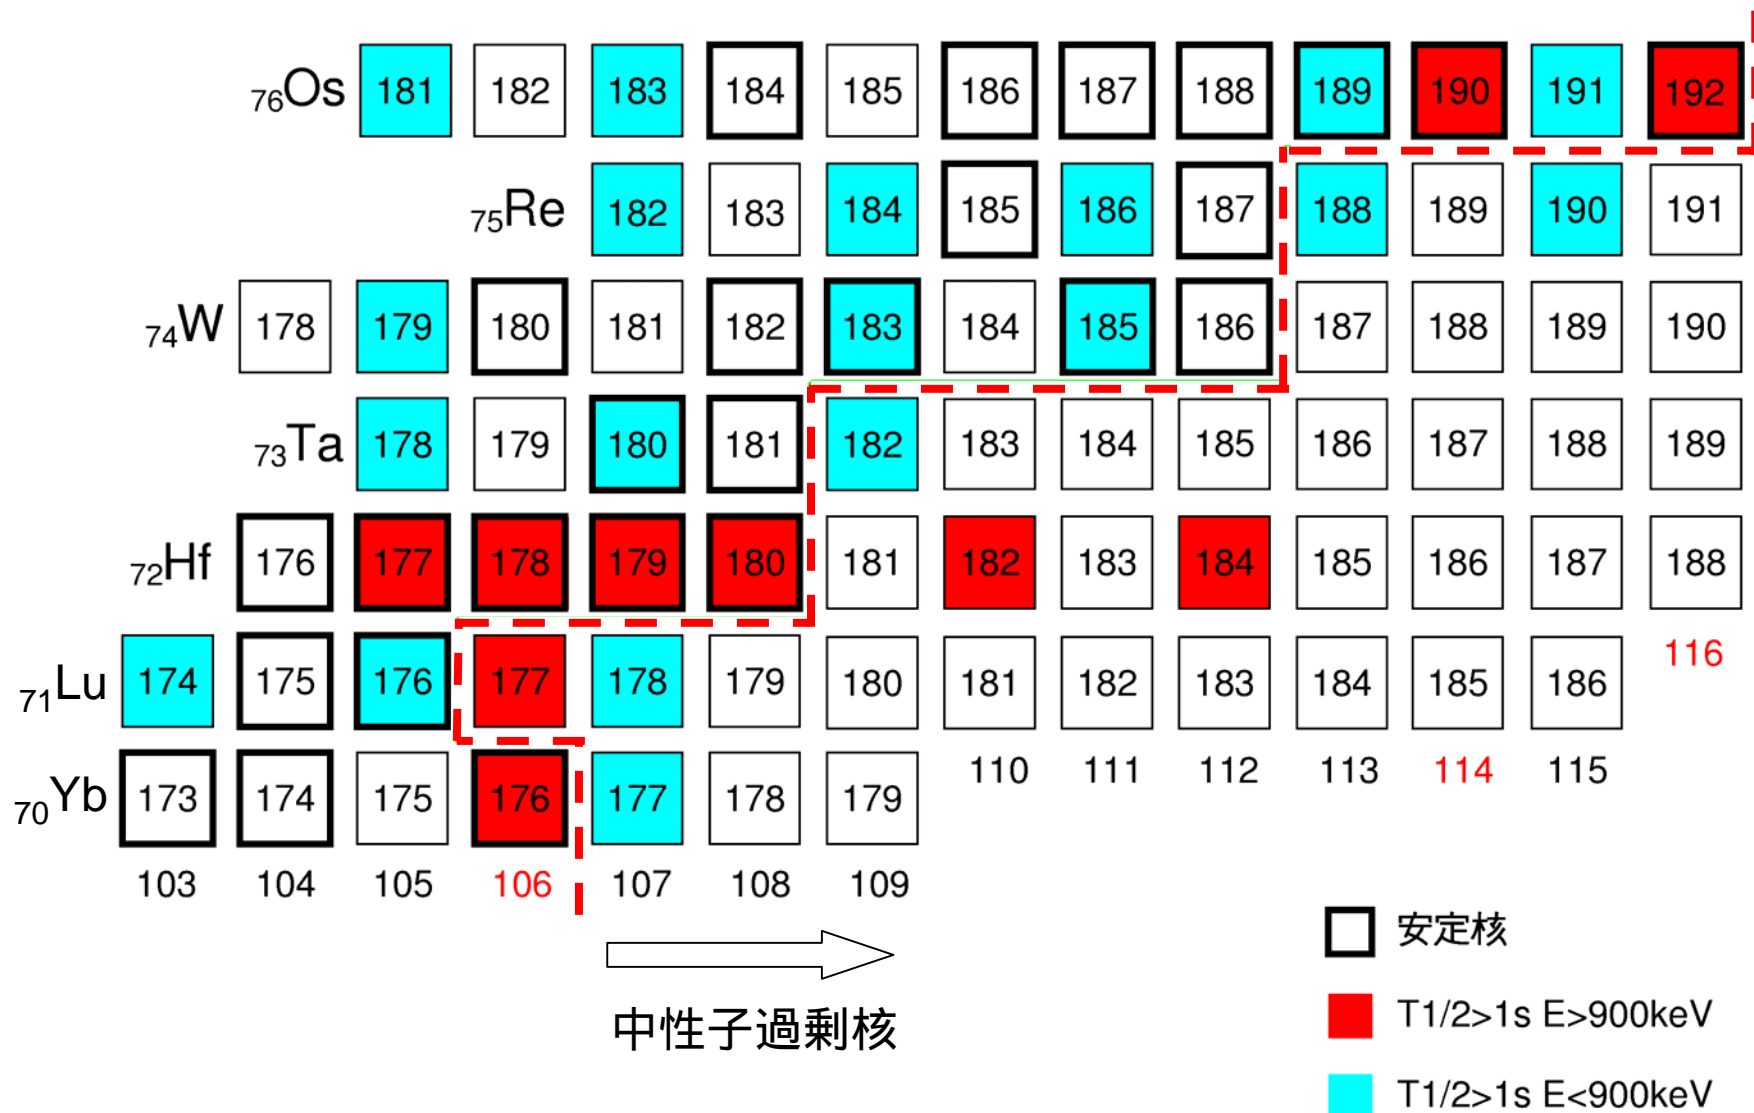 76Os 181 182 183 184 185 186 187 188 189 190 191 192
75Re 182 183 184 185 186 187 188 189 190 191
74W 178 179 180 181 182 183 184 185 186 187 188 189 190
73Ta 178 179 180 181 182 183 184 185 186 187 188 189
72Hf 176 177 178 179 180 181 182 183 184 185 186 187 188
71Lu 174 175 176 177 178 179 180 181 182 183 184 185 186 116
70Yb 173 174 175 176 177 178 179 110 111 112 113 114 115
103 104 105 106 107 108 109
安定核
中性子過剰核
T1/2>1s E>900keV
T1/2>1s E<900keV